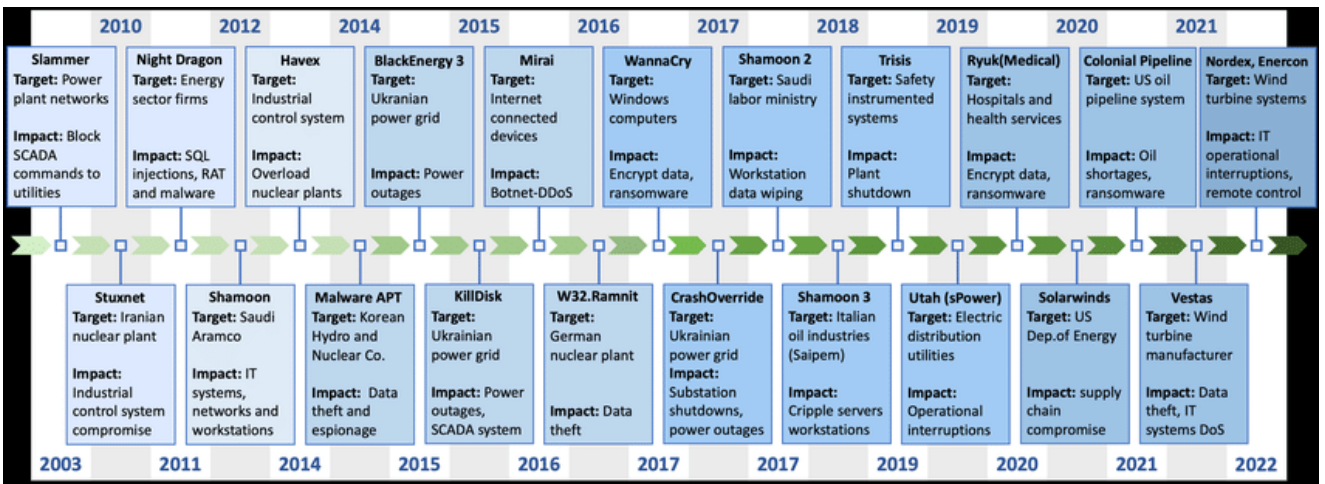 2010 2012 2014 2015 2017 2018 2019 2020 2021
Slammer
Target: Power
plant networks
Impact: Block
SCADA
commands to
utilities
Night Dragon
Target: Energy
sector firms
Impact: SQL
injections, RAT
and malware
Havex
Target:
Industrial
control system
Impact:
Overload
nuclear plants
BlackEnergy 3
Target:
Ukranian
power grid
Impact: Power
outages
Mirai
Target:
Internet
connected
devices
Impact:
Botnet-DDoS
WannaCry
Target:
Windows
computers
Impact:
Encrypt data,
ransomware
Shamoon 2
Target: Saudi
labor ministry
Impact:
Workstation
data wiping
Trisis
Target: Safety
instrumented
systems
Impact:
Plant
shutdown
Ryuk(Medical)
Target:
Hospitals and
health services
Impact:
Encrypt data,
ransomware
Colonial Pipeline
Target: US oil
pipeline system
Impact: Oil
shortages,
ransomware
Nordex, Enercon
Target: Wind
turbine systems
Impact: IT
operational
interruptions,
remote control
Stuxnet
Target: Iranian
nuclear plant
Impact:
Industrial
control system
compromise
Shamoon
Target: Saudi
Aramco
Impact: IT
systems,
networks and
workstations
Malware APT
Target: Korean
Hydro and
Nuclear Co.
Impact: Data
theft and
espionage
KillDisk
Target:
Ukrainian
power grid
Impact: Power
outages,
SCADA system
W32.Ramnit
Target:
German
nuclear plant
Impact: Data
theft
CrashOverride
Target:
Ukrainian
power grid
Impact:
Substation
shutdowns,
power outages
Shamoon 3
Target: Italian
oil industries
(Saipem)
Impact:
Cripple servers
workstations
Utah (sPower)
Target: Electric
distribution
utilities
Impact:
Operational
interruptions
Solarwinds
Target: US
Dep.of Energy
Impact: supply
chain
compromise
Vestas
Target: Wind
turbine
manufacturer
Impact: Data
theft, IT
systems DoS
2003 2011 2014 2015 2016 2017 2017 2019 2020 2021 2022